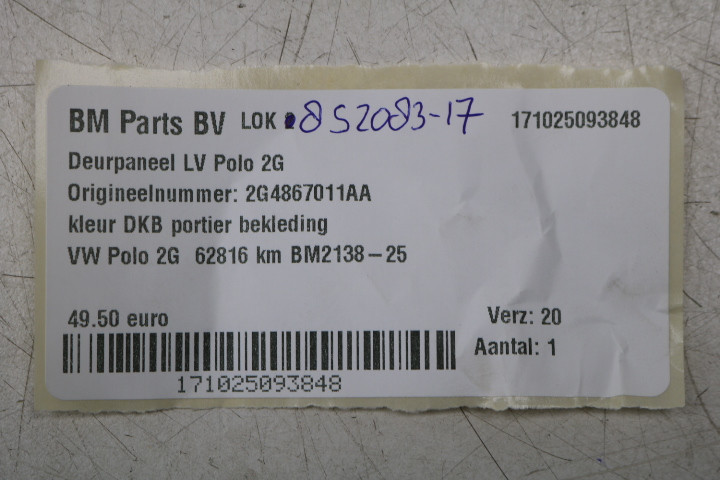 BM Parts BV LOK 852083-17 171025093848
Deurpaneel LV Polo 2G
Origineelnummer: 2G4867011AA
kleur DKB portier bekleding
VW Polo 2G 62816 km BM2138-25
49.50 euro Verz: 20
Aantal: 1
171025093848